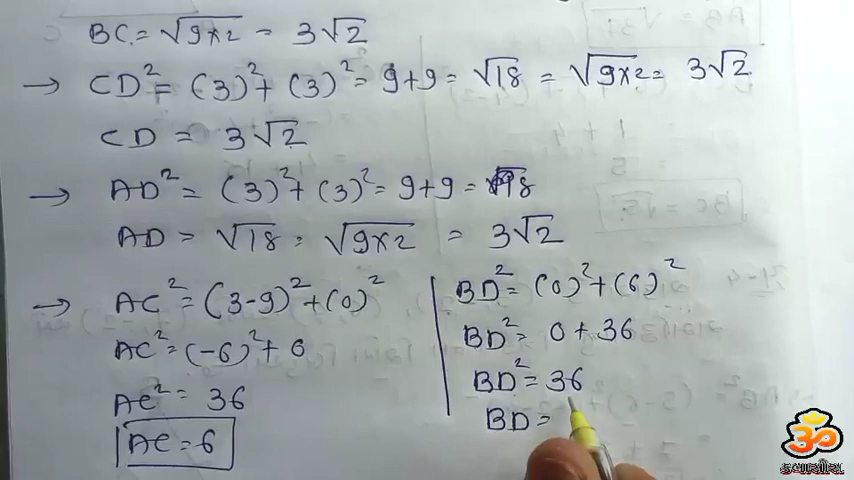 BC = √9×2 = 3√2
→ CD² = (3)² + (3)² = 9+9 = √18 = √9×2 = 3√2
CD = 3√2
→ AD² = (3)² + (3)² = 9+9 = 18
AD = √18 = √9×2 = 3√2
→ AC² = (3-9)² + (0)²
AC² = (-6)² + 0
AC² = 36
AC = 6
BD² = (0)² + (6)²
BD² = 0 + 36
BD² = 36
BD =
ૐ